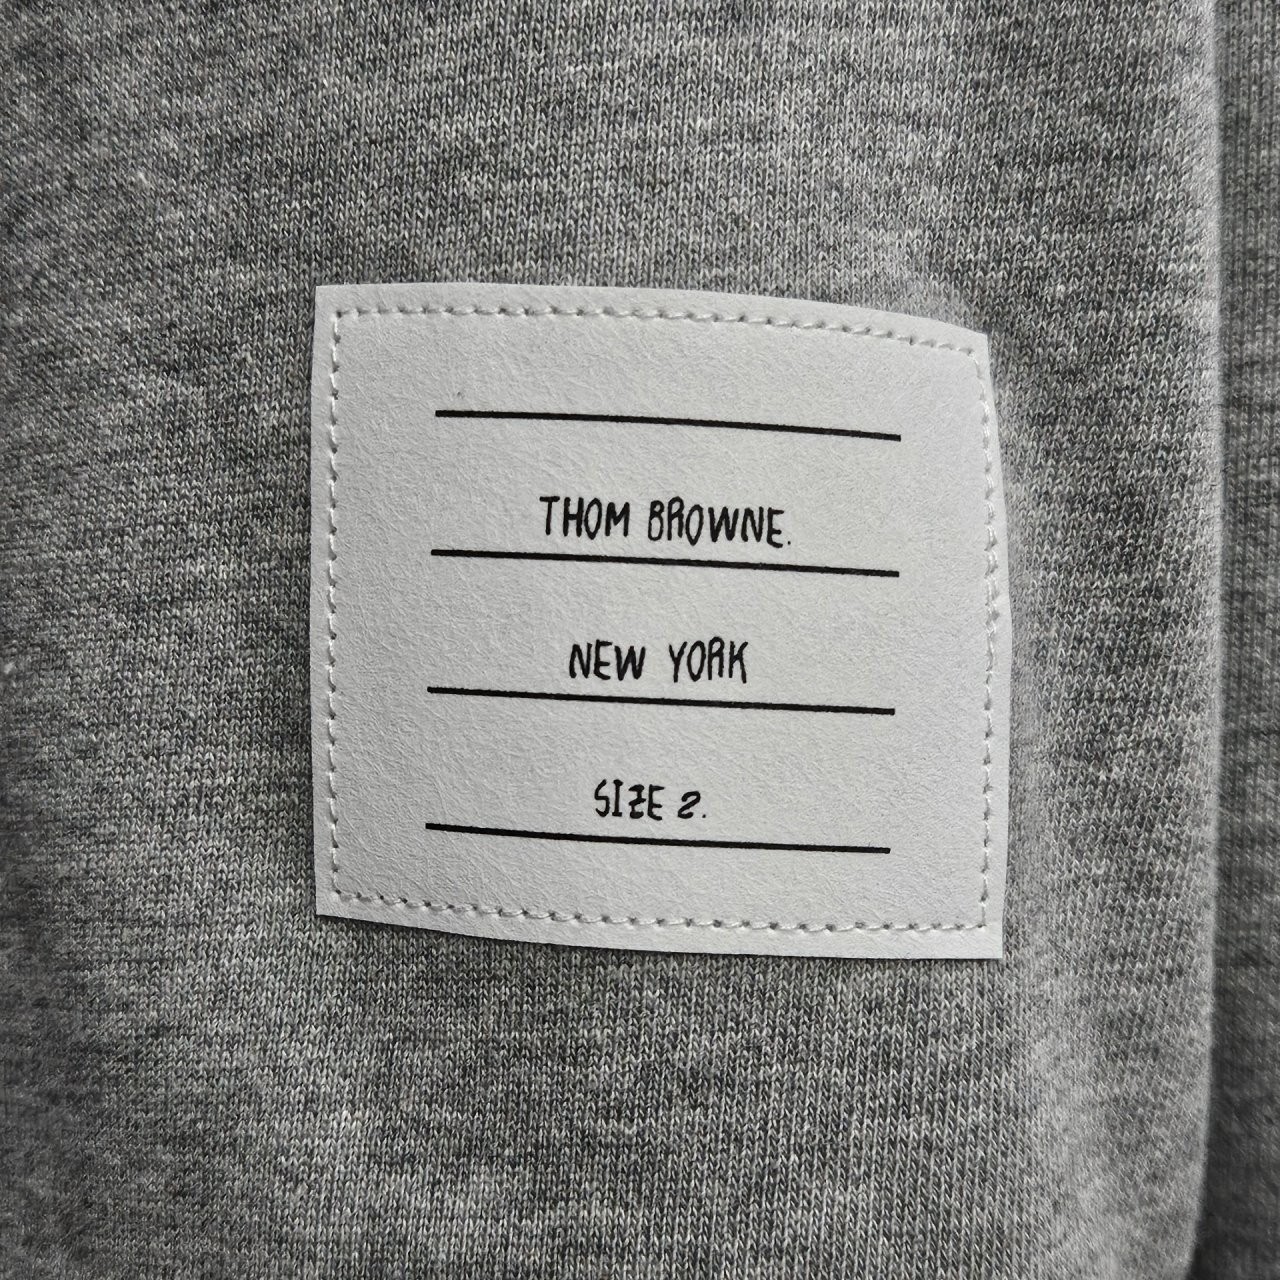 THOM BROWNE.
NEW YORK
SIZE 2.